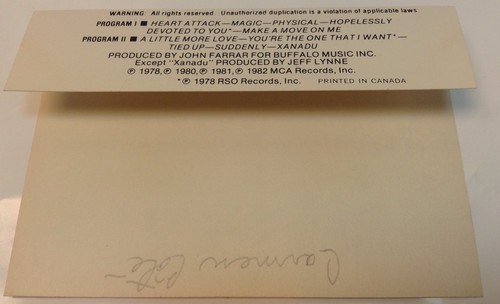 WARNING: All rights reserved. Unauthorized duplication is a violation of applicable laws.
PROGRAM I ■ HEART ATTACK—MAGIC—PHYSICAL—HOPELESSLY
DEVOTED TO YOU*—MAKE A MOVE ON ME
PROGRAM II ■ A LITTLE MORE LOVE—YOU'RE THE ONE THAT I WANT*—
TIED UP—SUDDENLY—XANADU
PRODUCED BY JOHN FARRAR FOR BUFFALO MUSIC INC.
Except "Xanadu" PRODUCED BY JEFF LYNNE
℗ 1978, ℗ 1980, ℗ 1981, ℗ 1982 MCA Records, Inc.
*℗ 1978 RSO Records, Inc. PRINTED IN CANADA
Carmen Côté